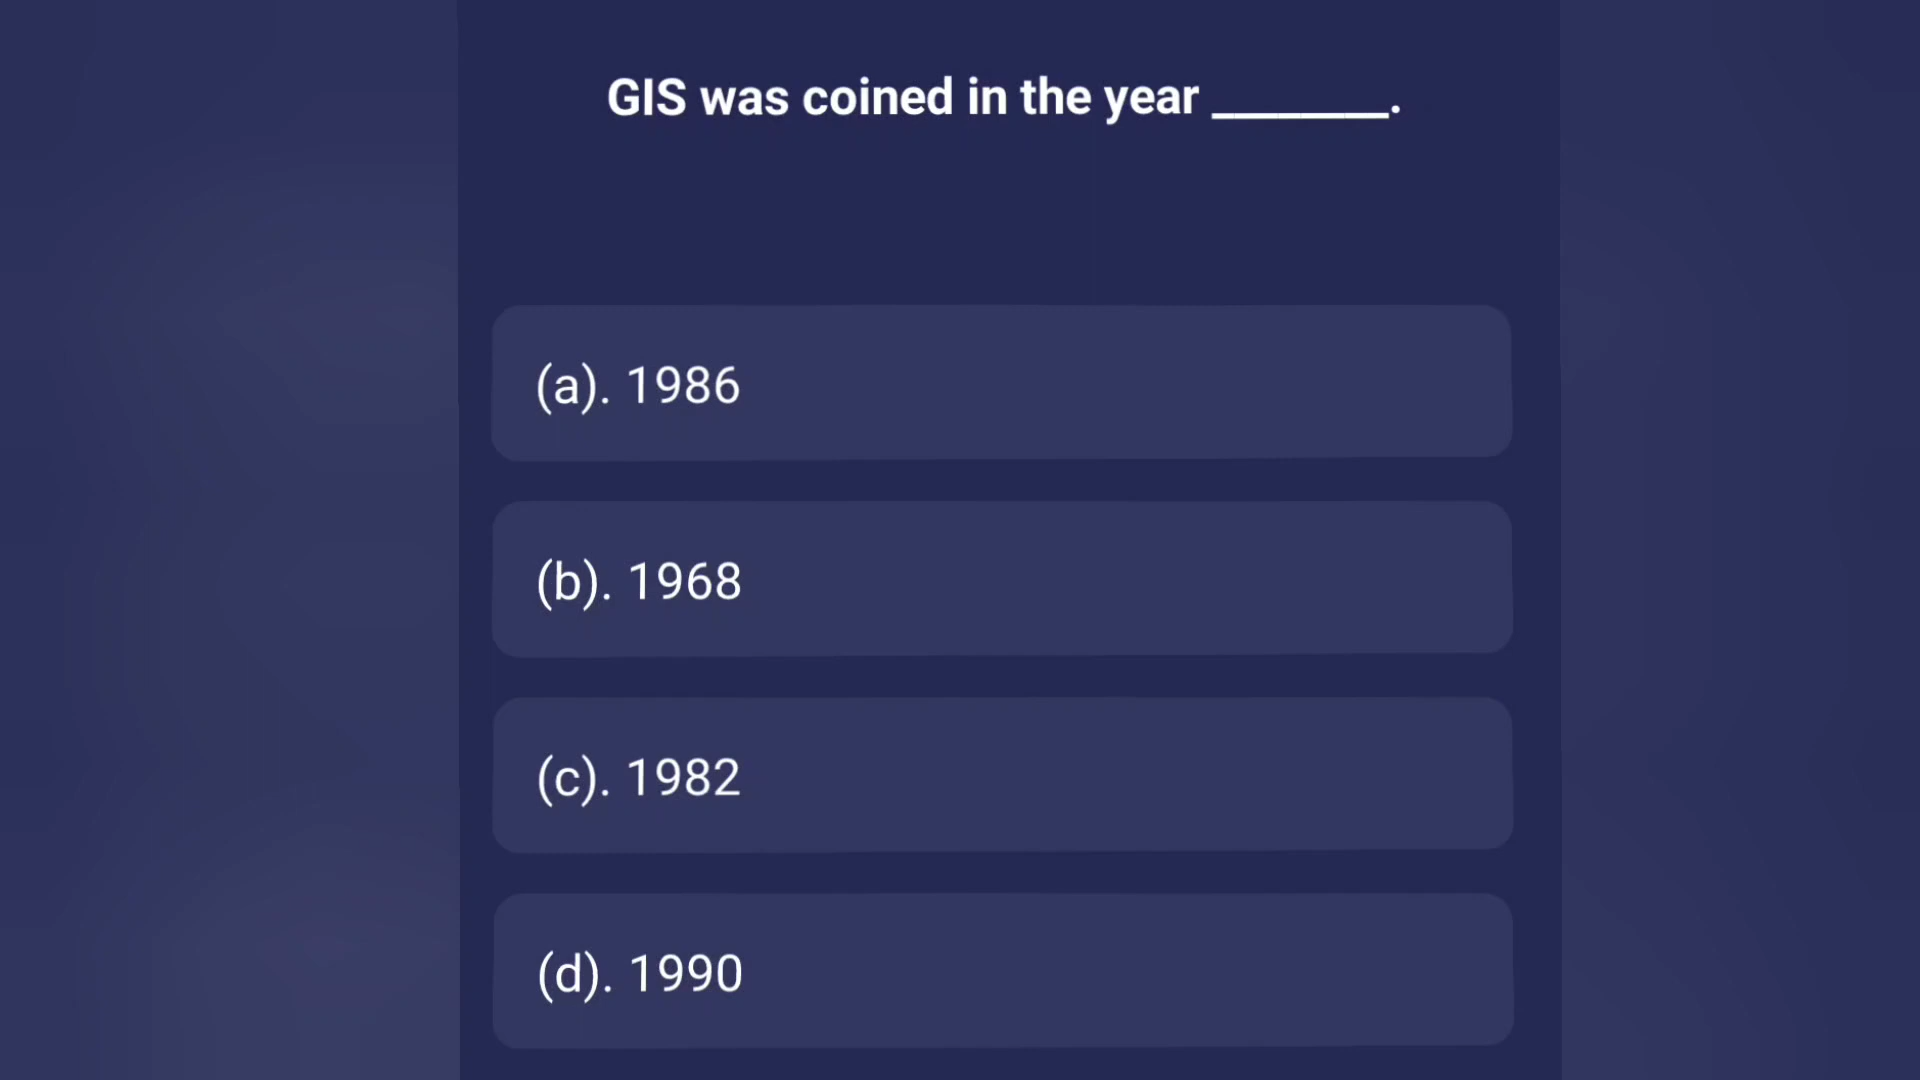 GIS was coined in the year ________.
(a). 1986
(b). 1968
(c). 1982
(d). 1990